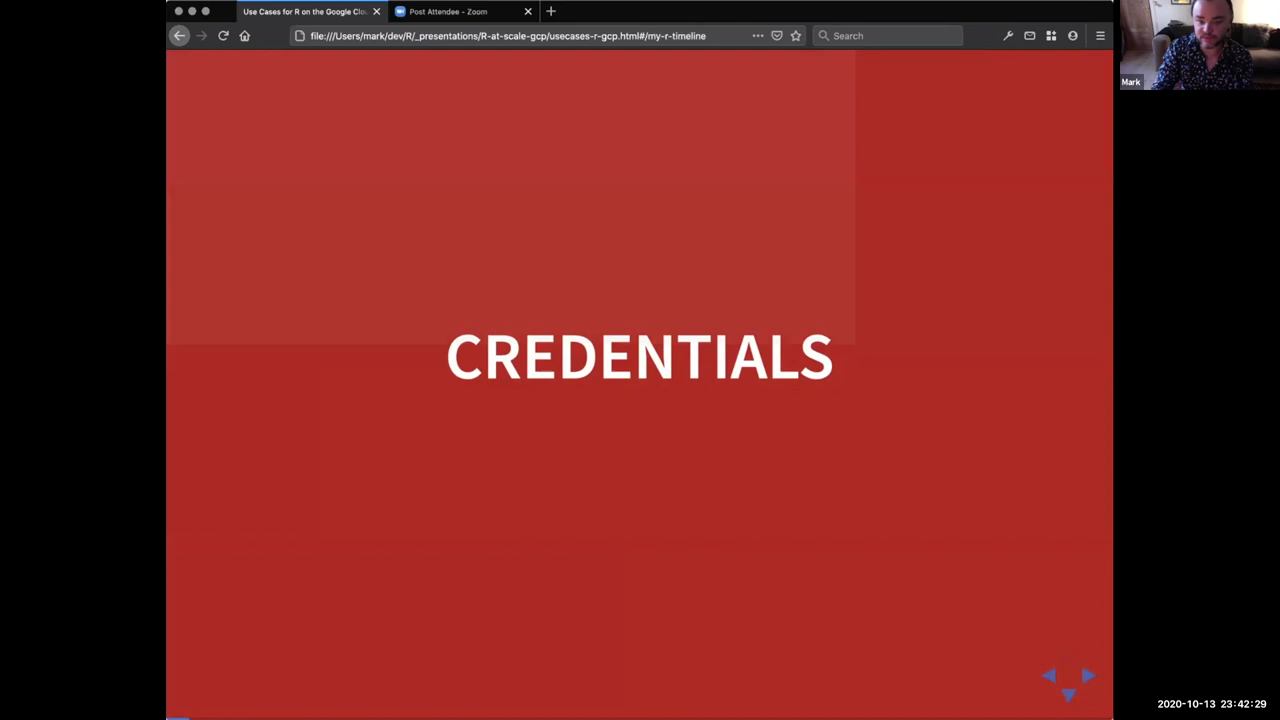 Use Cases for R on the Google Clo
Post Attendee - Zoom
file:///Users/mark/dev/R/_presentations/R-at-scale-gcp/usecases-r-gcp.html#/my-r-timeline
Search
Mark
CREDENTIALS
2020-10-13 23:42:29